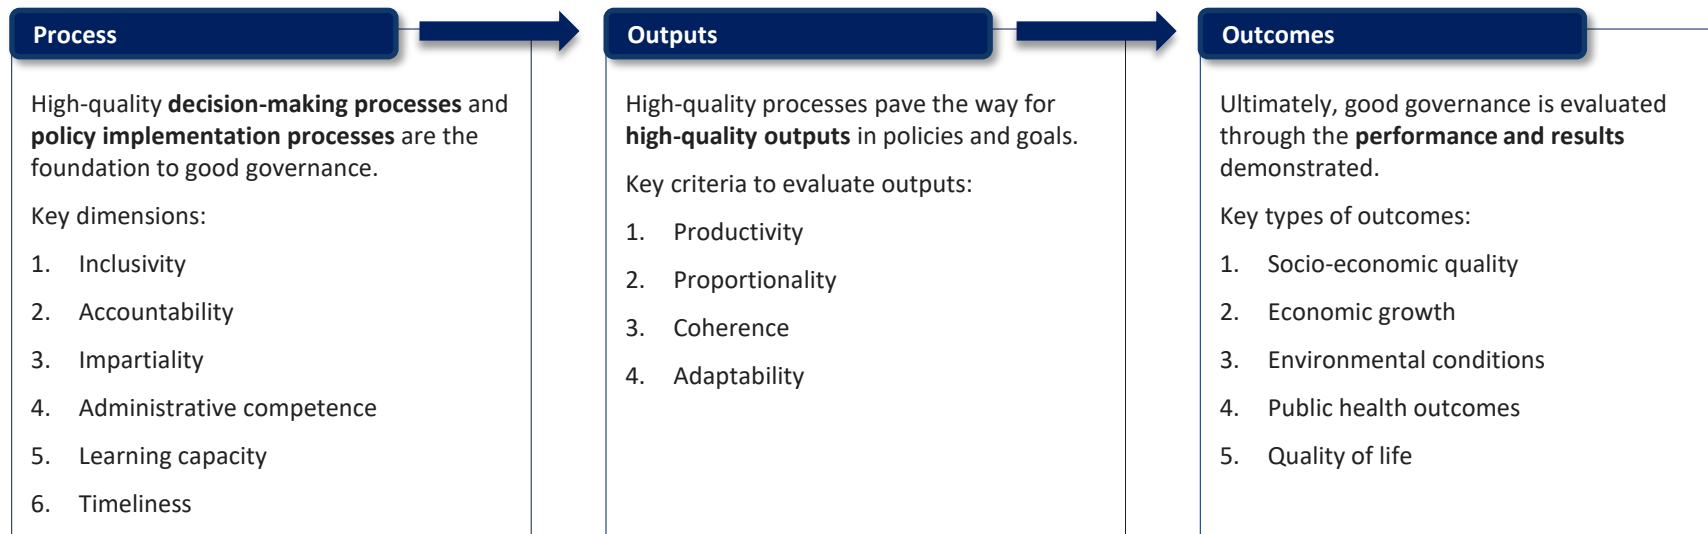 Process
High-quality decision-making processes and
policy implementation processes are the
foundation to good governance.
Key dimensions:
1. Inclusivity
2. Accountability
3. Impartiality
4. Administrative competence
5. Learning capacity
6. Timeliness
Outputs
High-quality processes pave the way for
high-quality outputs in policies and goals.
Key criteria to evaluate outputs:
1. Productivity
2. Proportionality
3. Coherence
4. Adaptability
Outcomes
Ultimately, good governance is evaluated
through the performance and results
demonstrated.
Key types of outcomes:
1. Socio-economic quality
2. Economic growth
3. Environmental conditions
4. Public health outcomes
5. Quality of life